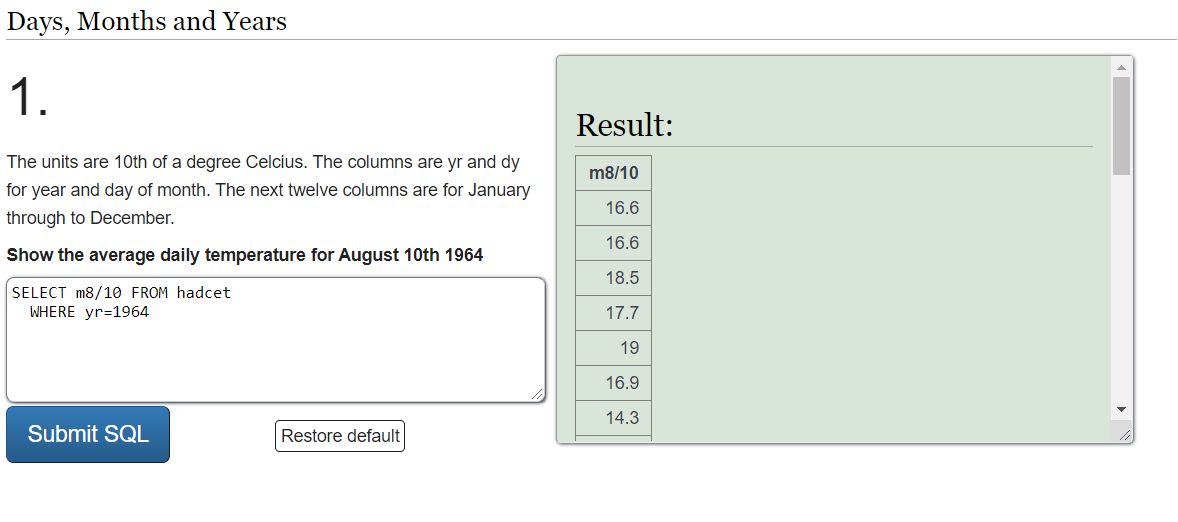 Days, Months and Years
1.
The units are 10th of a degree Celcius. The columns are yr and dy
for year and day of month. The next twelve columns are for January
through to December.
Show the average daily temperature for August 10th 1964
SELECT m8/10 FROM hadcet
WHERE yr=1964
Submit SQL
Restore default
Result:
m8/10
16.6
16.6
18.5
17.7
19
16.9
14.3